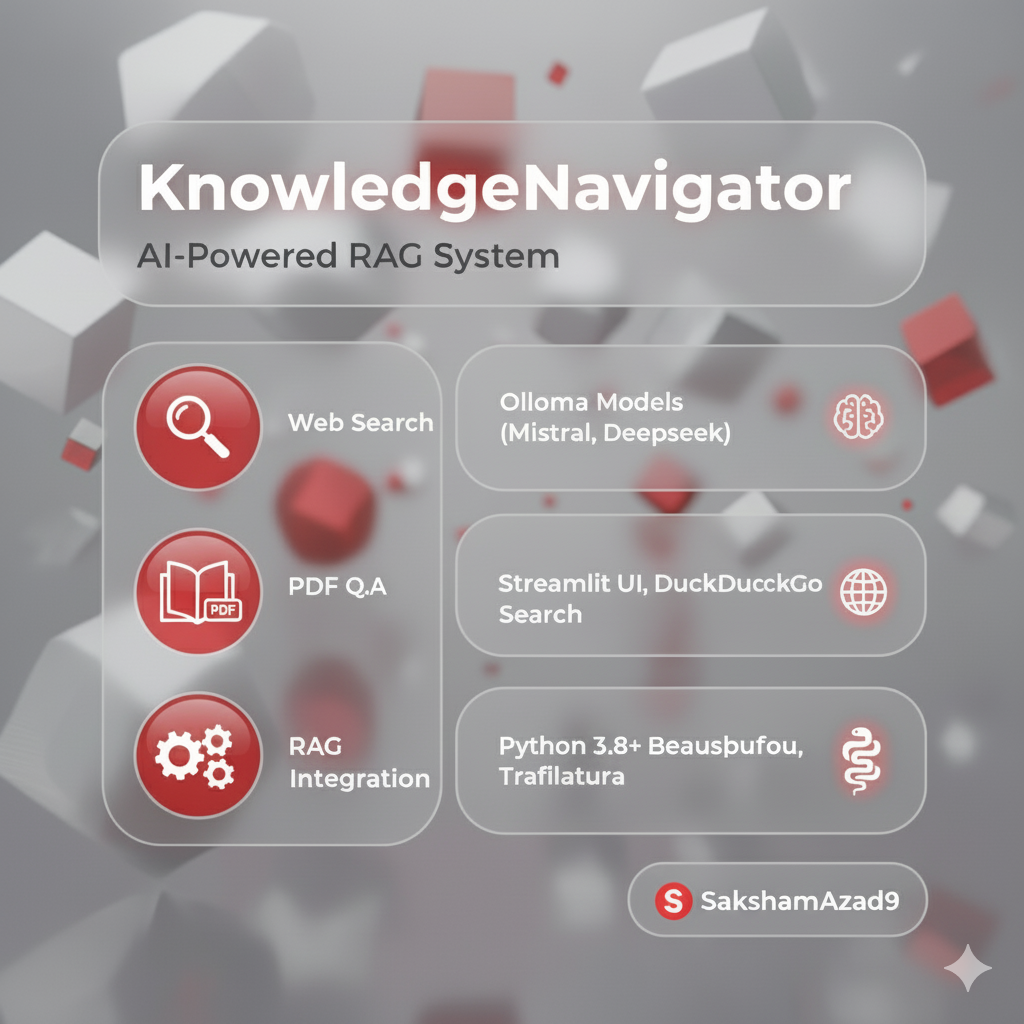 KnowledgeNavigator
AI-Powered RAG System
Web Search
PDF Q.A
PDF
RAG
Integration
Olloma Models
(Mistral, Deepseek)
Streamlit UI, DuckDucckGo
Search
Python 3.8+ Beausþufou,
Trafilatura
S SakshamAzad9